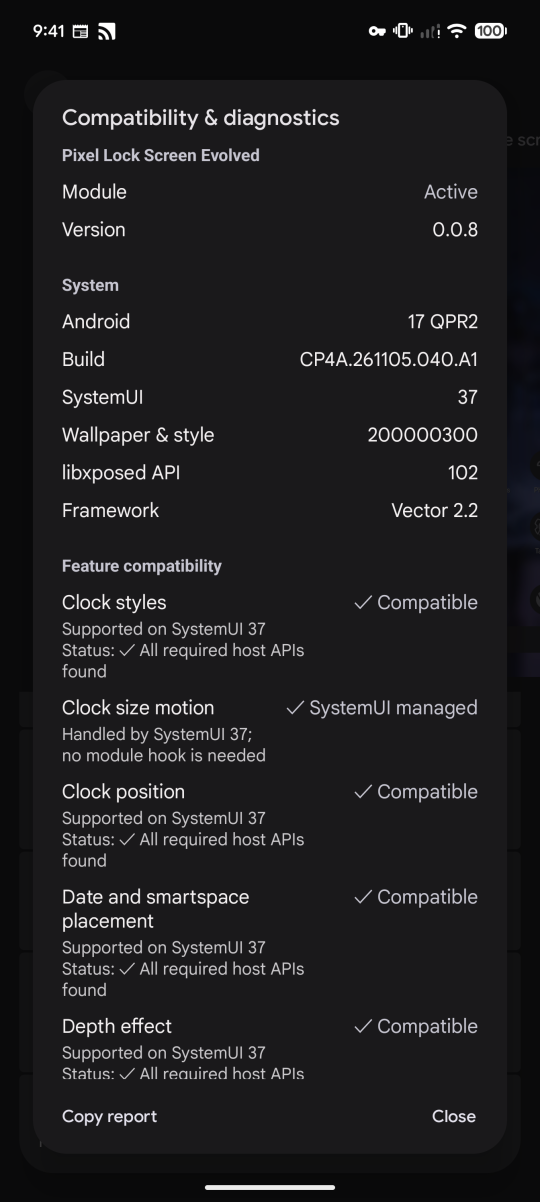 9:41
100
Compatibility & diagnostics
Pixel Lock Screen Evolved
Module Active
Version 0.0.8
System
Android 17 QPR2
Build CP4A.261105.040.A1
SystemUI 37
Wallpaper & style 200000300
libxposed API 102
Framework Vector 2.2
Feature compatibility
Clock styles ✓ Compatible
Supported on SystemUI 37
Status: ✓ All required host APIs
found
Clock size motion ✓ SystemUI managed
Handled by SystemUI 37;
no module hook is needed
Clock position ✓ Compatible
Supported on SystemUI 37
Status: ✓ All required host APIs
found
Date and smartspace ✓ Compatible
placement
Supported on SystemUI 37
Status: ✓ All required host APIs
found
Depth effect ✓ Compatible
Supported on SystemUI 37
Status: ✓ All required host APIs
Copy report Close